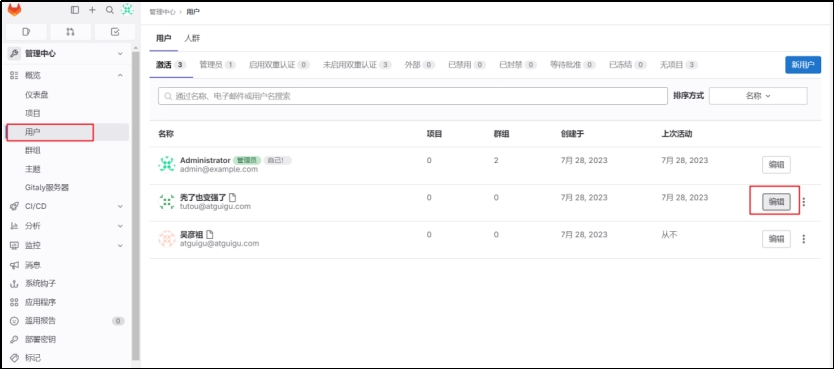 管理中心 › 用户
用户 人群
管理中心
概览
仪表盘
项目
用户
群组
主题
Gitaly服务器
CI/CD
分析
监控
消息
系统钩子
应用程序
滥用报告 0
部署密钥
标记
激活 3 管理员 1 启用双重认证 0 未启用双重认证 3 外部 0 已禁用 0 已封禁 0 等待批准 0 已冻结 0 无项目 3 新用户
通过名称、电子邮件或用户名搜索 排序方式 名称
名称 项目 群组 创建于 上次活动
Administrator 管理员 自己! 0 2 7月 28, 2023 7月 28, 2023 编辑
admin@example.com
秃了也变强了 0 0 7月 28, 2023 7月 28, 2023 编辑
tutou@atguigu.com
吴彦祖 0 0 7月 28, 2023 从不 编辑
atguigu@atguigu.com